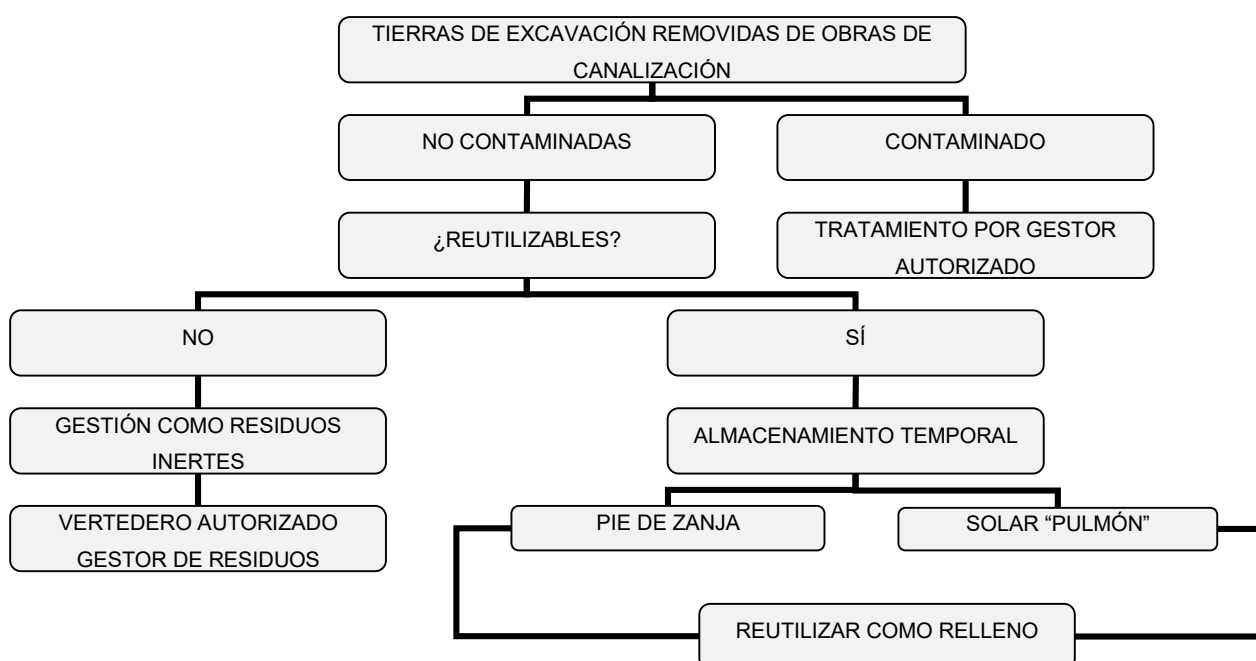 TIERRAS DE EXCAVACIÓN REMOVIDAS DE OBRAS DE
CANALIZACIÓN
NO CONTAMINADAS
CONTAMINADO
¿REUTILIZABLES?
TRATAMIENTO POR GESTOR
AUTORIZADO
NO
SÍ
GESTIÓN COMO RESIDUOS
INERTES
ALMACENAMIENTO TEMPORAL
VERTEDERO AUTORIZADO
GESTOR DE RESIDUOS
PIE DE ZANJA
SOLAR “PULMÓN”
REUTILIZAR COMO RELLENO